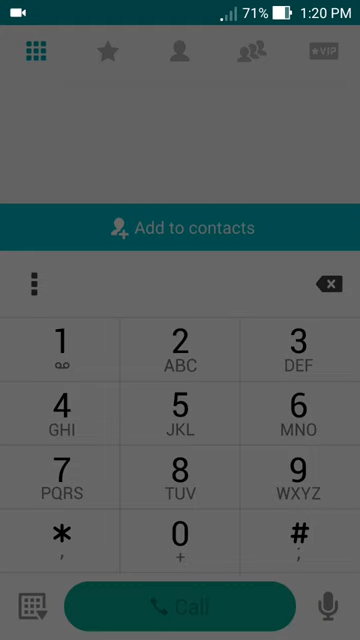 71% 1:20 PM
VIP
Add to contacts
1 2 3
ABC DEF
4 5 6
GHI JKL MNO
7 8 9
PQRS TUV WXYZ
* 0 #
, + ;
Call